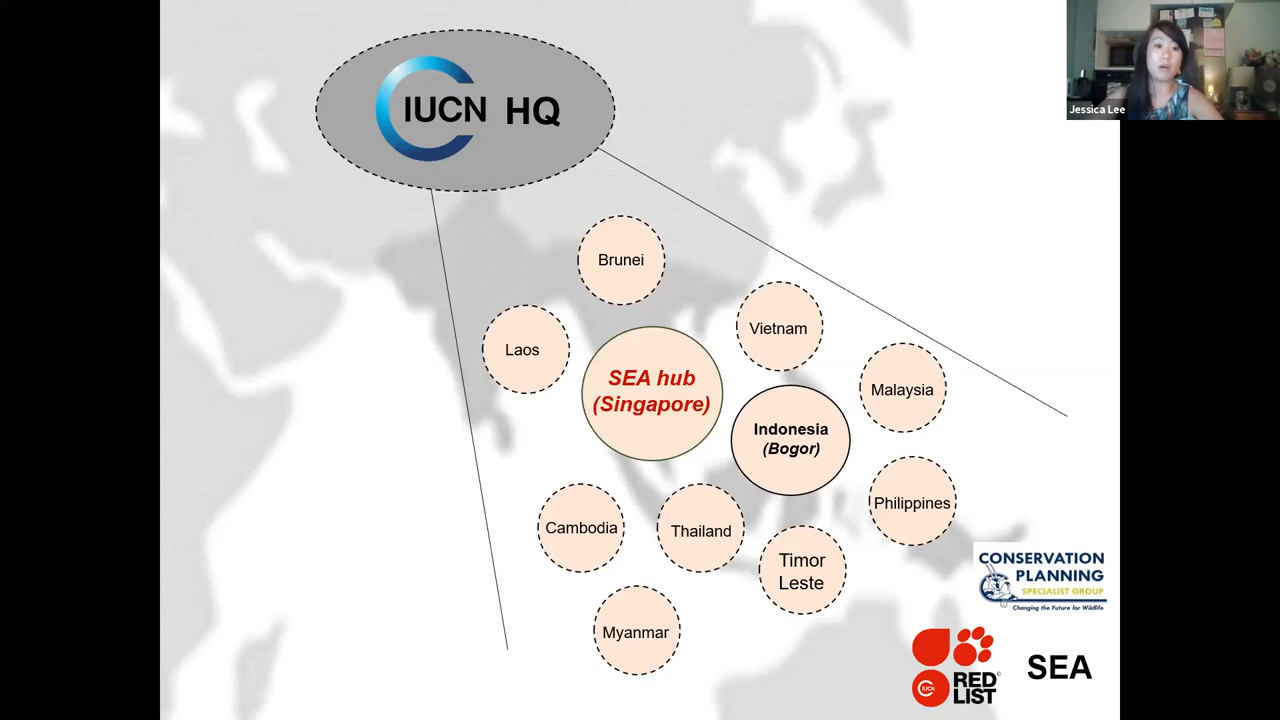 IUCN HQ
Jessica Lee
Brunei
Vietnam
Laos
SEA hub
(Singapore)
Malaysia
Indonesia
(Bogor)
Philippines
Cambodia
Thailand
Timor
Leste
Myanmar
CONSERVATION
PLANNING
SPECIALIST GROUP
Changing the Future for Wildlife
IUCN
RED
LIST
SEA